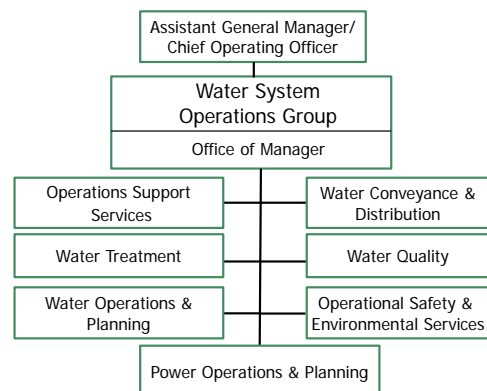 Assistant General Manager/
Chief Operating Officer
Water System
Operations Group
Office of Manager
Operations Support
Services
Water Conveyance &
Distribution
Water Treatment
Water Quality
Water Operations &
Planning
Operational Safety &
Environmental Services
Power Operations & Planning